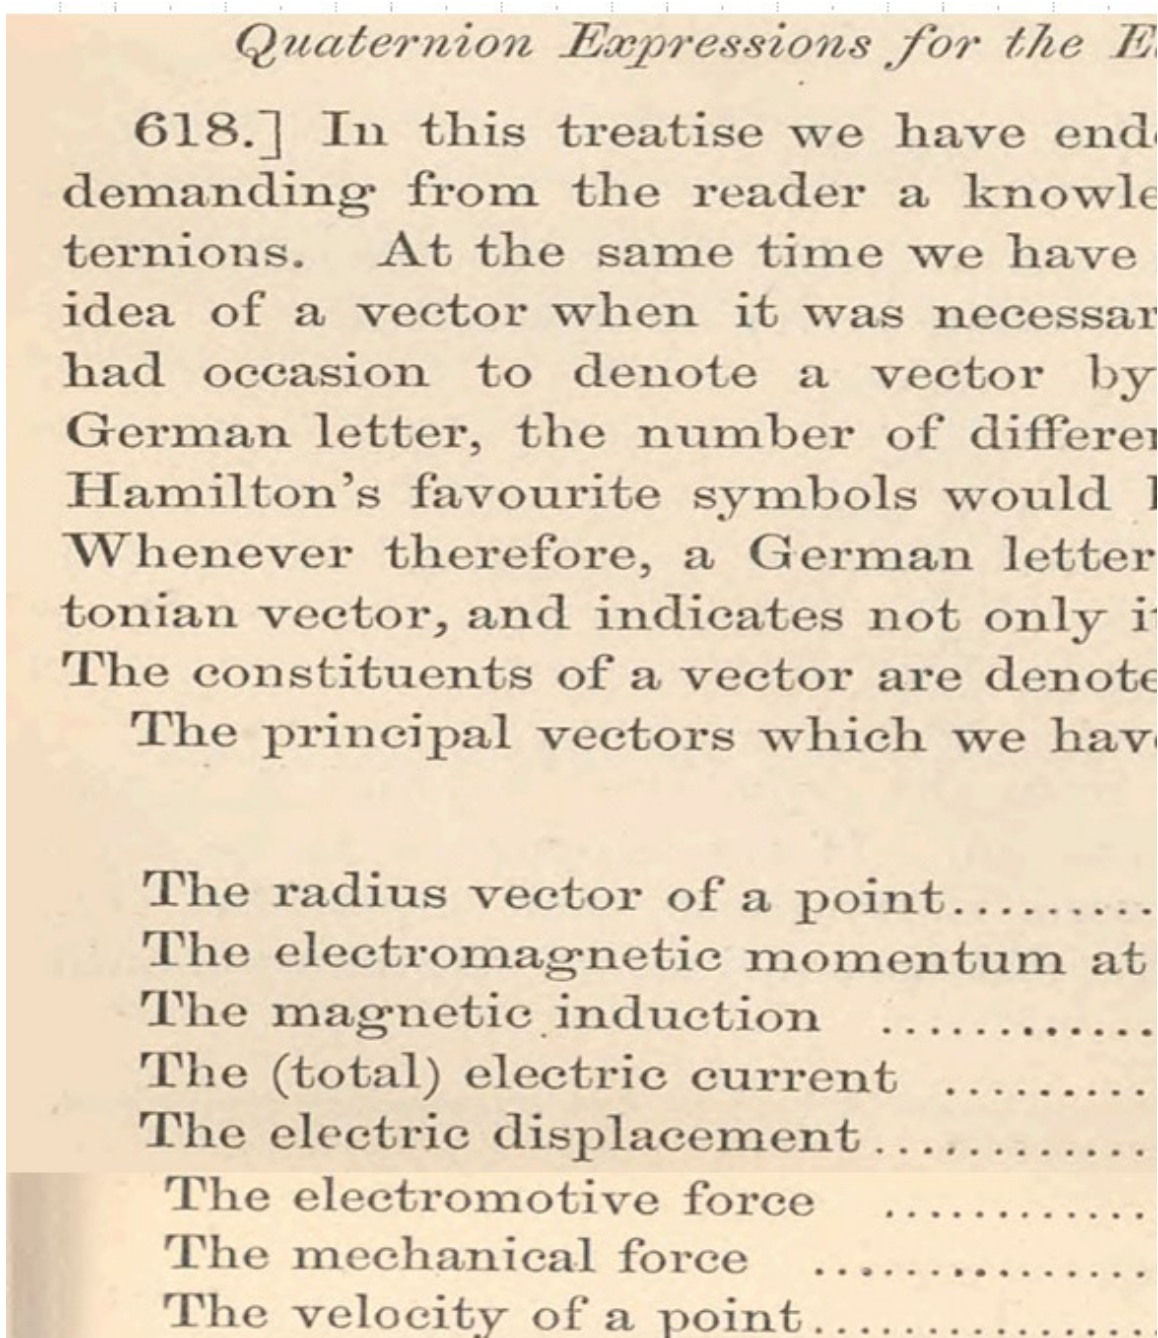 Quaternion Expressions for the E
618.] In this treatise we have end
demanding from the reader a knowle
ternions. At the same time we have
idea of a vector when it was necessar
had occasion to denote a vector by
German letter, the number of differen
Hamilton's favourite symbols would
Whenever therefore, a German letter
tonian vector, and indicates not only it
The constituents of a vector are denote
The principal vectors which we have
The radius vector of a point..........
The electromagnetic momentum at
The magnetic induction ............
The (total) electric current .........
The electric displacement.............
The electromotive force ............
The mechanical force ...............
The velocity of a point...............